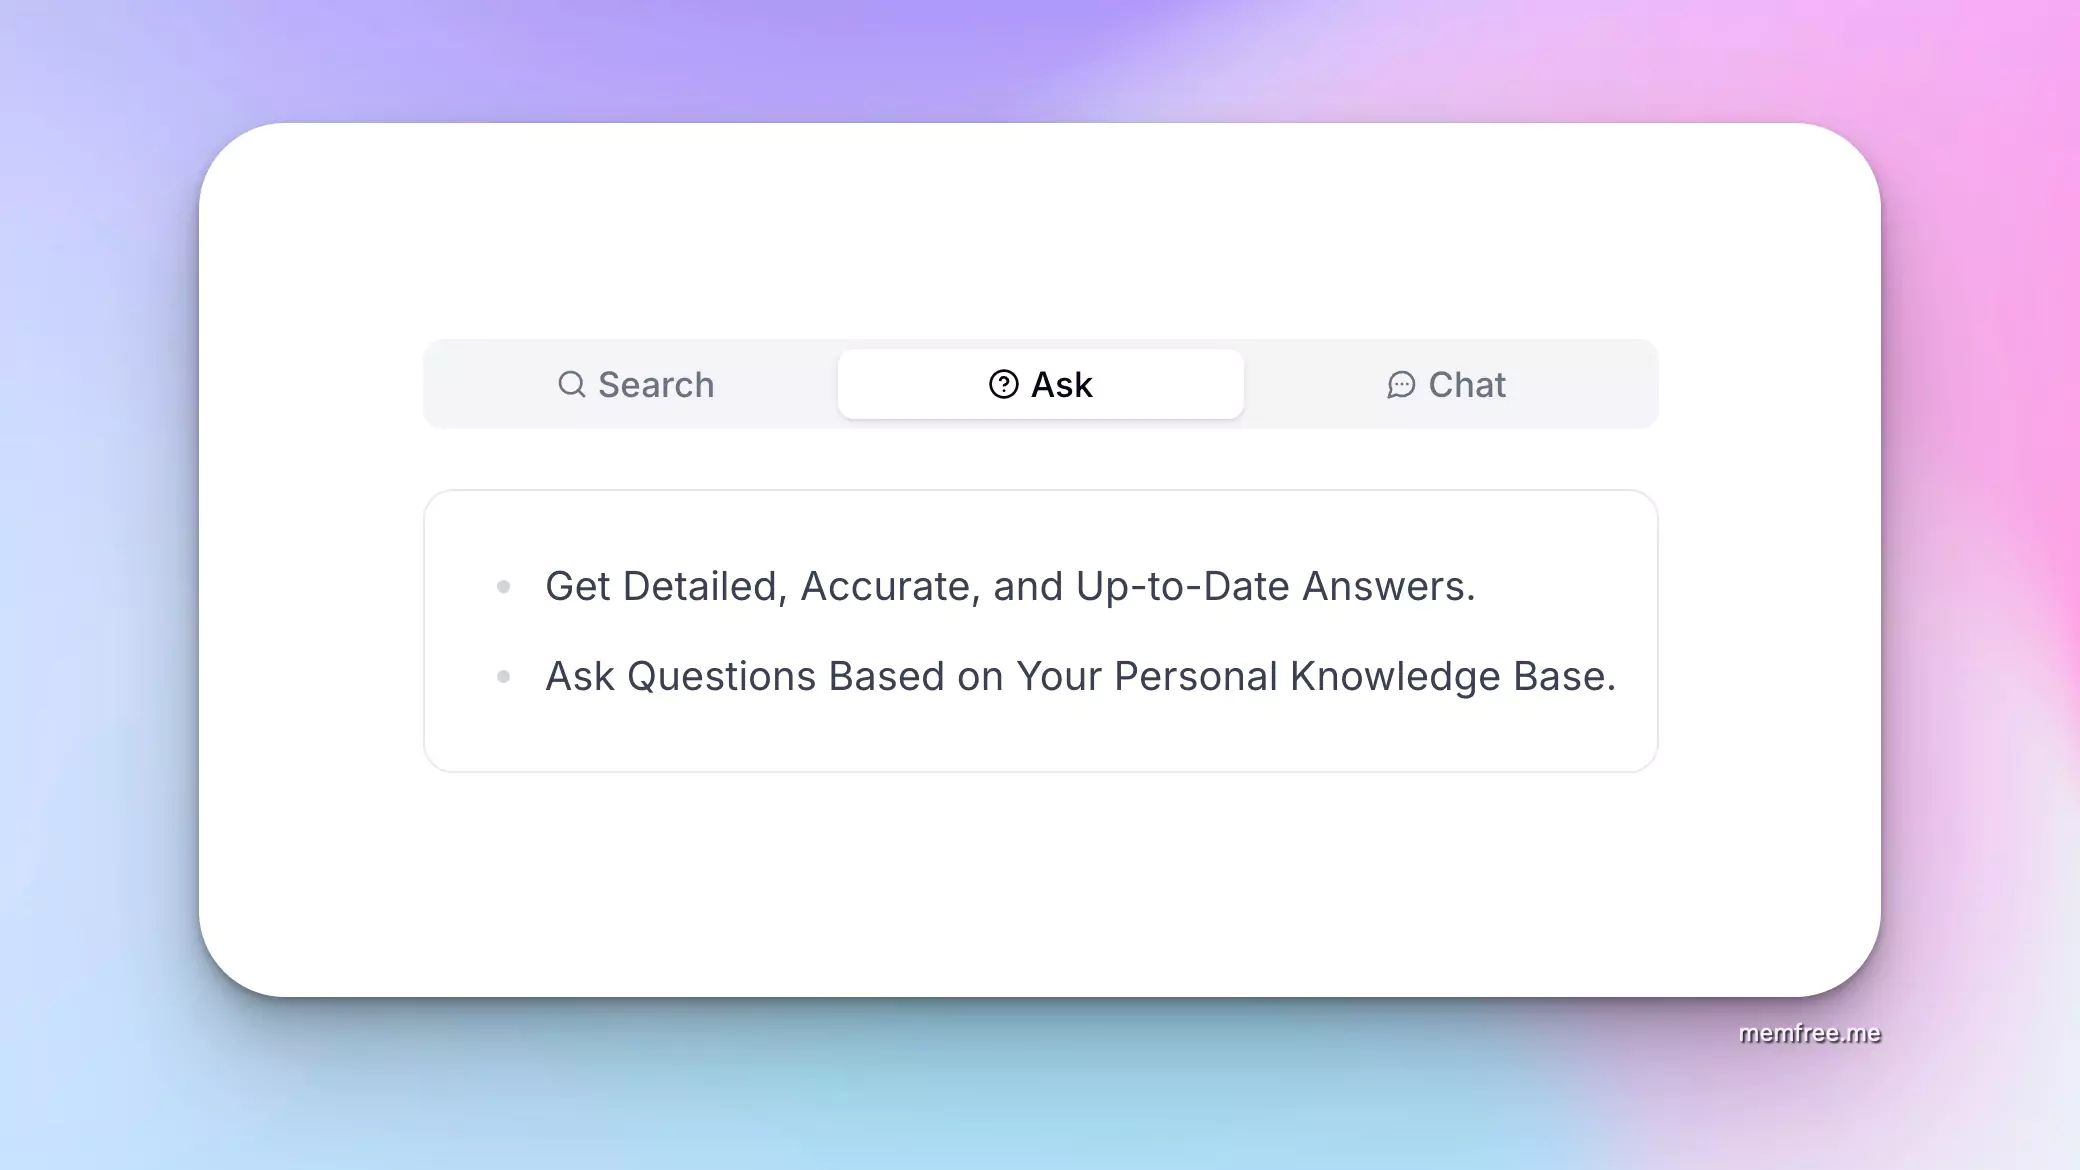 Search
Ask
Chat
Get Detailed, Accurate, and Up-to-Date Answers.
Ask Questions Based on Your Personal Knowledge Base.
memfree.me